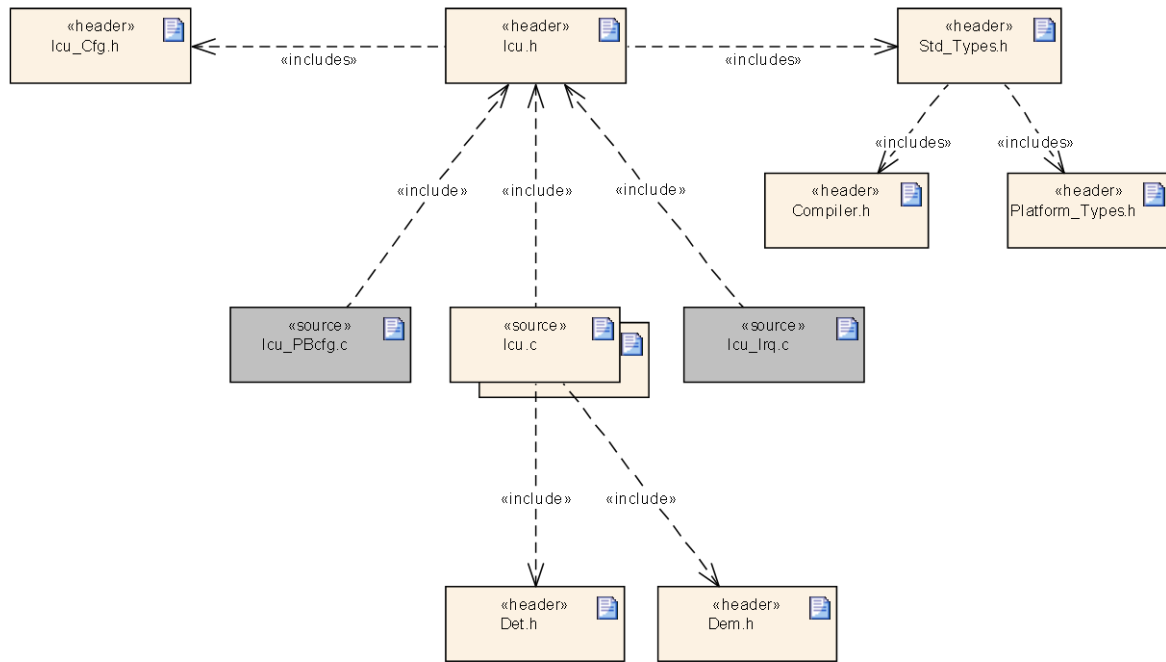 «header»
Icu_Cfg.h
«header»
Icu.h
«header»
Std_Types.h
«includes»
«includes»
«includes»
«includes»
«header»
Compiler.h
«header»
Platform_Types.h
«include»
«include»
«include»
«source»
Icu_PBcfg.c
«source»
Icu.c
«source»
Icu_Irq.c
«include»
«include»
«header»
Det.h
«header»
Dem.h